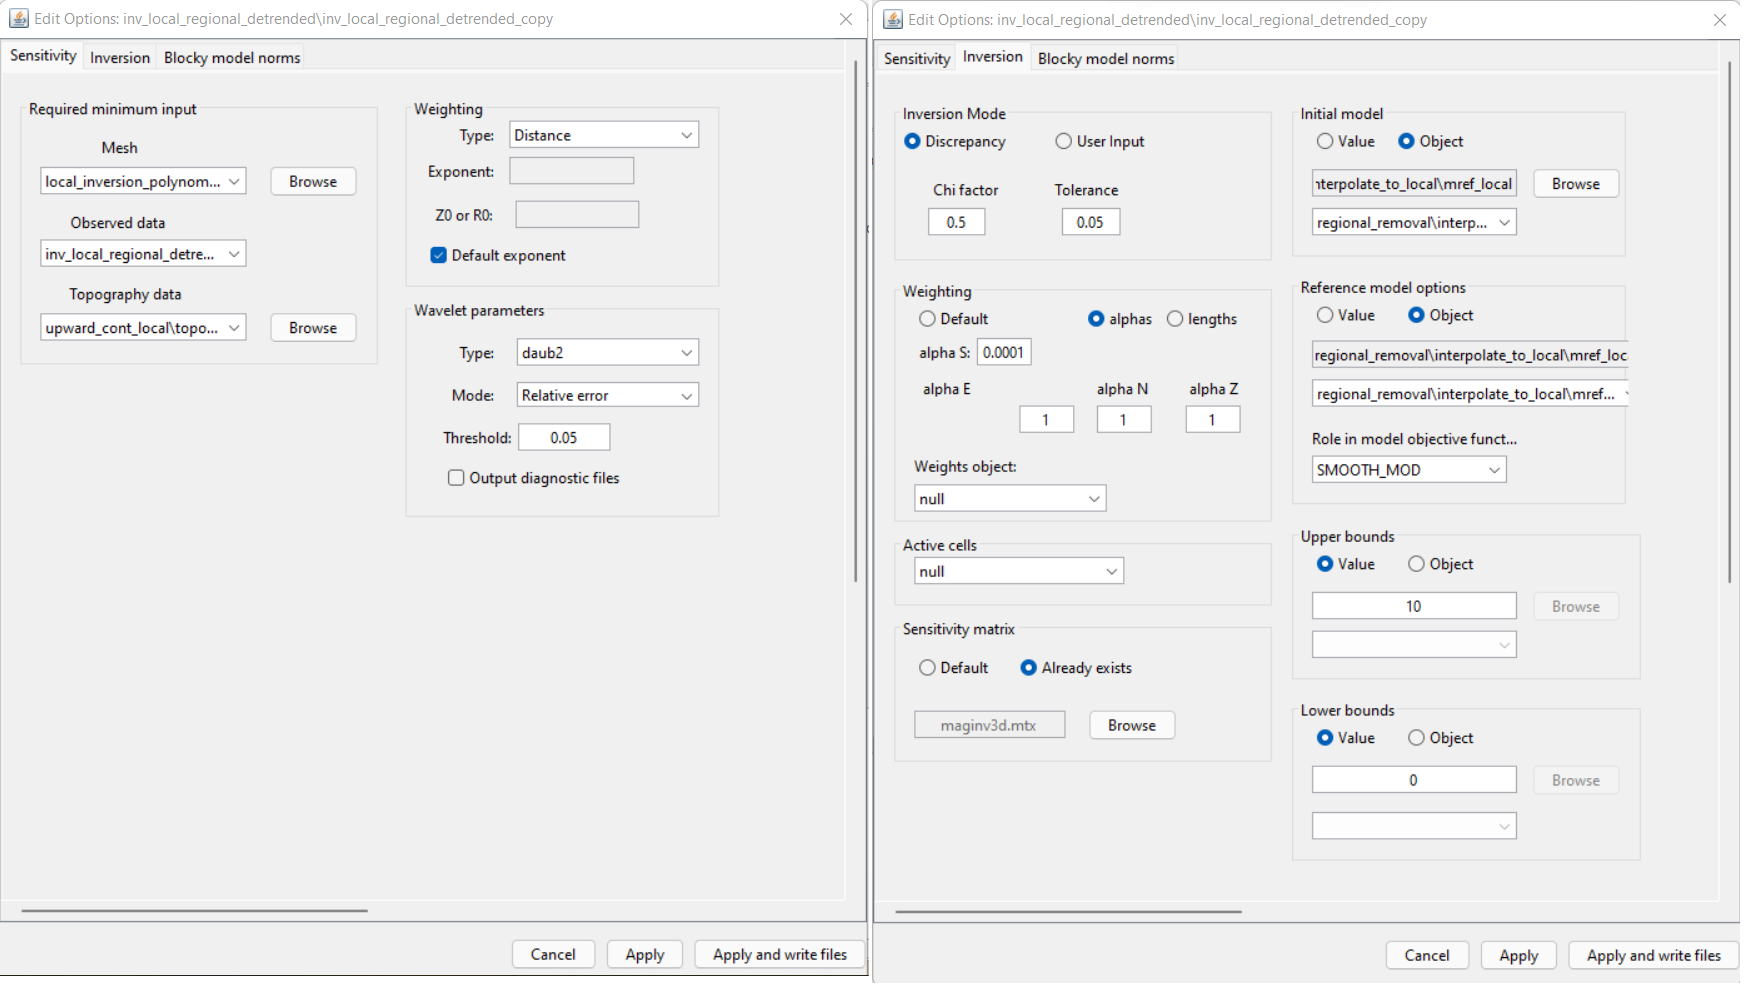 Edit Options: inv_local_regional_detrended\inv_local_regional_detrended_copy
Sensitivity
Inversion
Blocky model norms
Required minimum input
Mesh
local_inversion_polynom...
Browse
Observed data
inv_local_regional_detre...
Topography data
upward_cont_local\topo...
Browse
Weighting
Type:
Distance
Exponent:
Z0 or R0:
Default exponent
Wavelet parameters
Type:
daub2
Mode:
Relative error
Threshold:
0.05
Output diagnostic files
Cancel
Apply
Apply and write files
Edit Options: inv_local_regional_detrended\inv_local_regional_detrended_copy
Sensitivity
Inversion
Blocky model norms
Inversion Mode
Discrepancy
User Input
Chi factor
Tolerance
0.5
0.05
Weighting
Default
alphas
lengths
alpha S:
0.0001
alpha E
alpha N
alpha Z
1
1
1
Weights object:
null
Active cells
null
Sensitivity matrix
Default
Already exists
maginv3d.mtx
Browse
Initial model
Value
Object
nterpolate_to_local\mref_local
Browse
regional_removal\interp...
Reference model options
Value
Object
regional_removal\interpolate_to_local\mref_loc
regional_removal\interpolate_to_local\mref...
Role in model objective funct...
SMOOTH_MOD
Upper bounds
Value
Object
10
Browse
Lower bounds
Value
Object
0
Browse
Cancel
Apply
Apply and write files